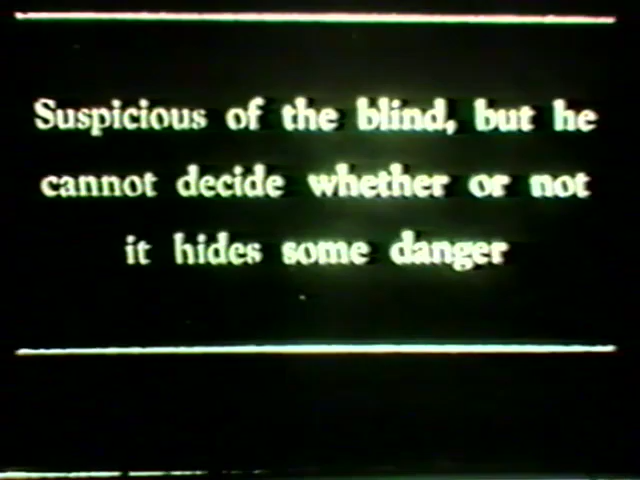 Suspicious of the blind, but he
cannot decide whether or not
it hides some danger